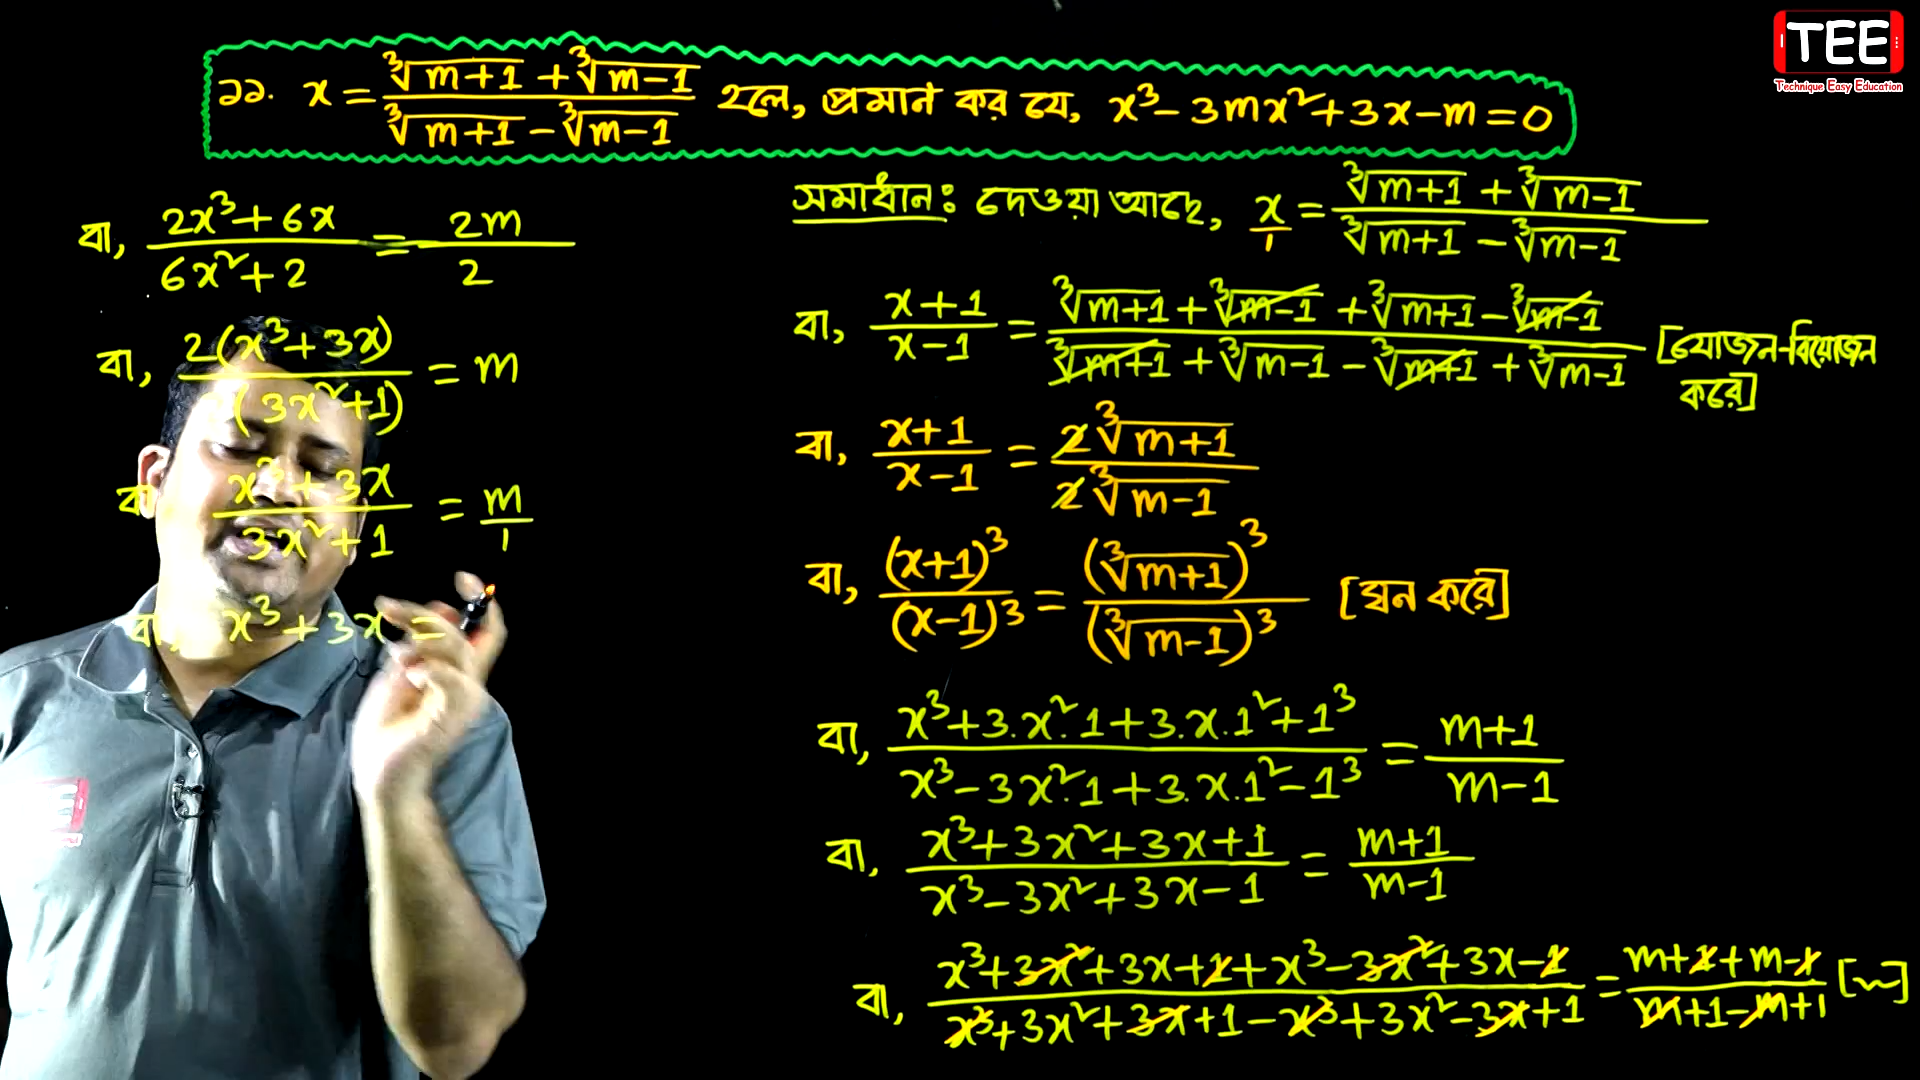 TEE
Technique Easy Education
১১. x = (∛(m+1) + ∛(m-1)) / (∛(m+1) - ∛(m-1)) হলে, প্রমান কর যে, x³ - 3mx² + 3x - m = 0
সমাধান: দেওয়া আছে, x/1 = (∛(m+1) + ∛(m-1)) / (∛(m+1) - ∛(m-1))
বা, (x+1)/(x-1) = (∛(m+1) + ∛(m-1) + ∛(m+1) - ∛(m-1)) / (∛(m+1) + ∛(m-1) - ∛(m+1) + ∛(m-1)) [যোজন-বিয়োজন
করে]
বা, (x+1)/(x-1) = 2∛(m+1) / 2∛(m-1)
বা, (x+1)³/(x-1)³ = (∛(m+1))³ / (∛(m-1))³ [ঘন করে]
বা, (x³+3.x².1+3.x.1²+1³) / (x³-3x².1+3.x.1²-1³) = (m+1)/(m-1)
বা, (x³+3x²+3x+1) / (x³-3x²+3x-1) = (m+1)/(m-1)
বা, (x³+3x²+3x+1+x³-3x²+3x-1) / (x³+3x²+3x+1-x³+3x²-3x+1) = (m+1+m-1)/(m+1-m+1)
বা, (2x³+6x)/(6x²+2) = 2m/2
বা, 2(x³+3x) / 2(3x²+1) = m
বা, (x³+3x)/(3x²+1) = m/1
বা, x³+3x =